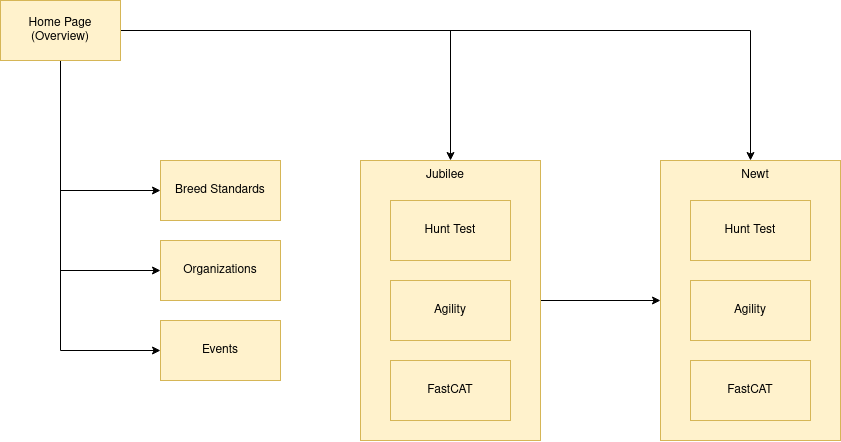 Home Page
(Overview)
Breed Standards
Organizations
Events
Jubilee
Hunt Test
Agility
FastCAT
Newt
Hunt Test
Agility
FastCAT